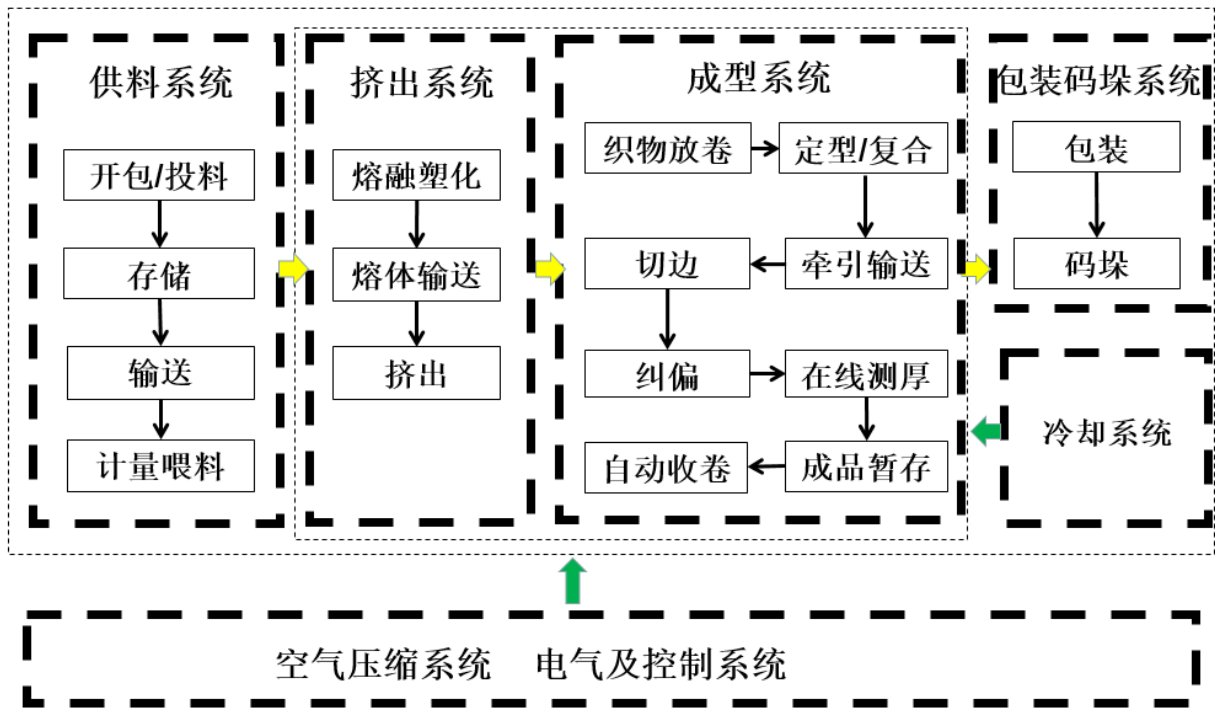 供料系统
开包/投料
存储
输送
计量喂料
挤出系统
熔融塑化
熔体输送
挤出
成型系统
织物放卷
定型/复合
切边
牵引输送
纠偏
在线测厚
自动收卷
成品暂存
包装码垛系统
包装
码垛
冷却系统
空气压缩系统 电气及控制系统